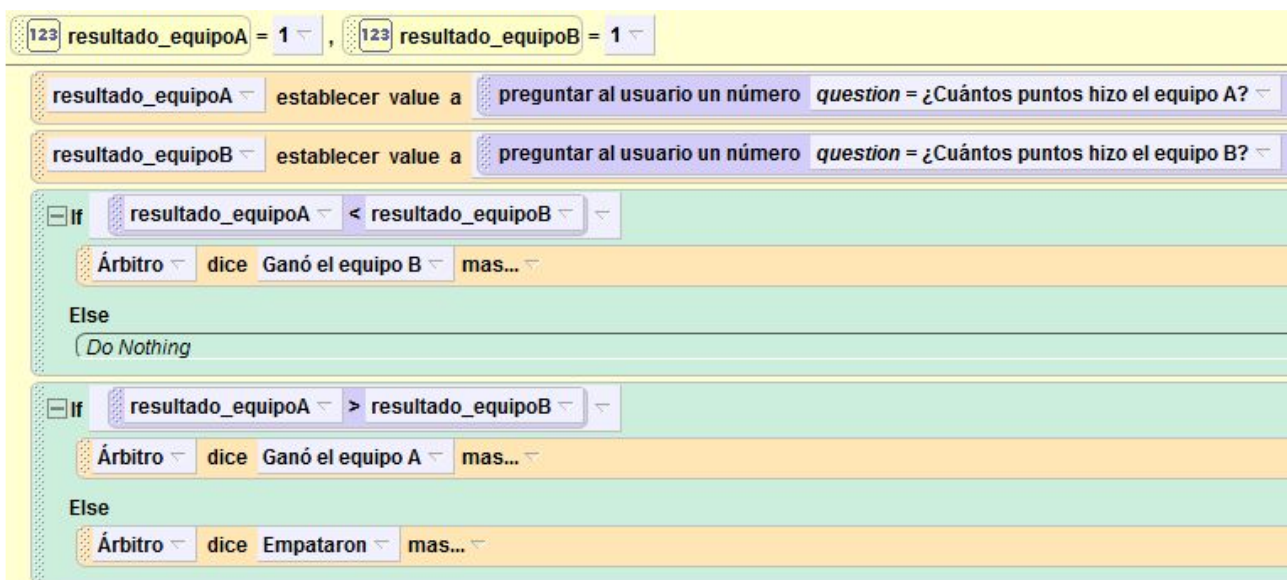 123 resultado_equipoA = 1 , 123 resultado_equipoB = 1
resultado_equipoA establecer value a preguntar al usuario un número question = ¿Cuántos puntos hizo el equipo A?
resultado_equipoB establecer value a preguntar al usuario un número question = ¿Cuántos puntos hizo el equipo B?
If resultado_equipoA < resultado_equipoB
Árbitro dice Ganó el equipo B mas...
Else
Do Nothing
If resultado_equipoA > resultado_equipoB
Árbitro dice Ganó el equipo A mas...
Else
Árbitro dice Empataron mas...